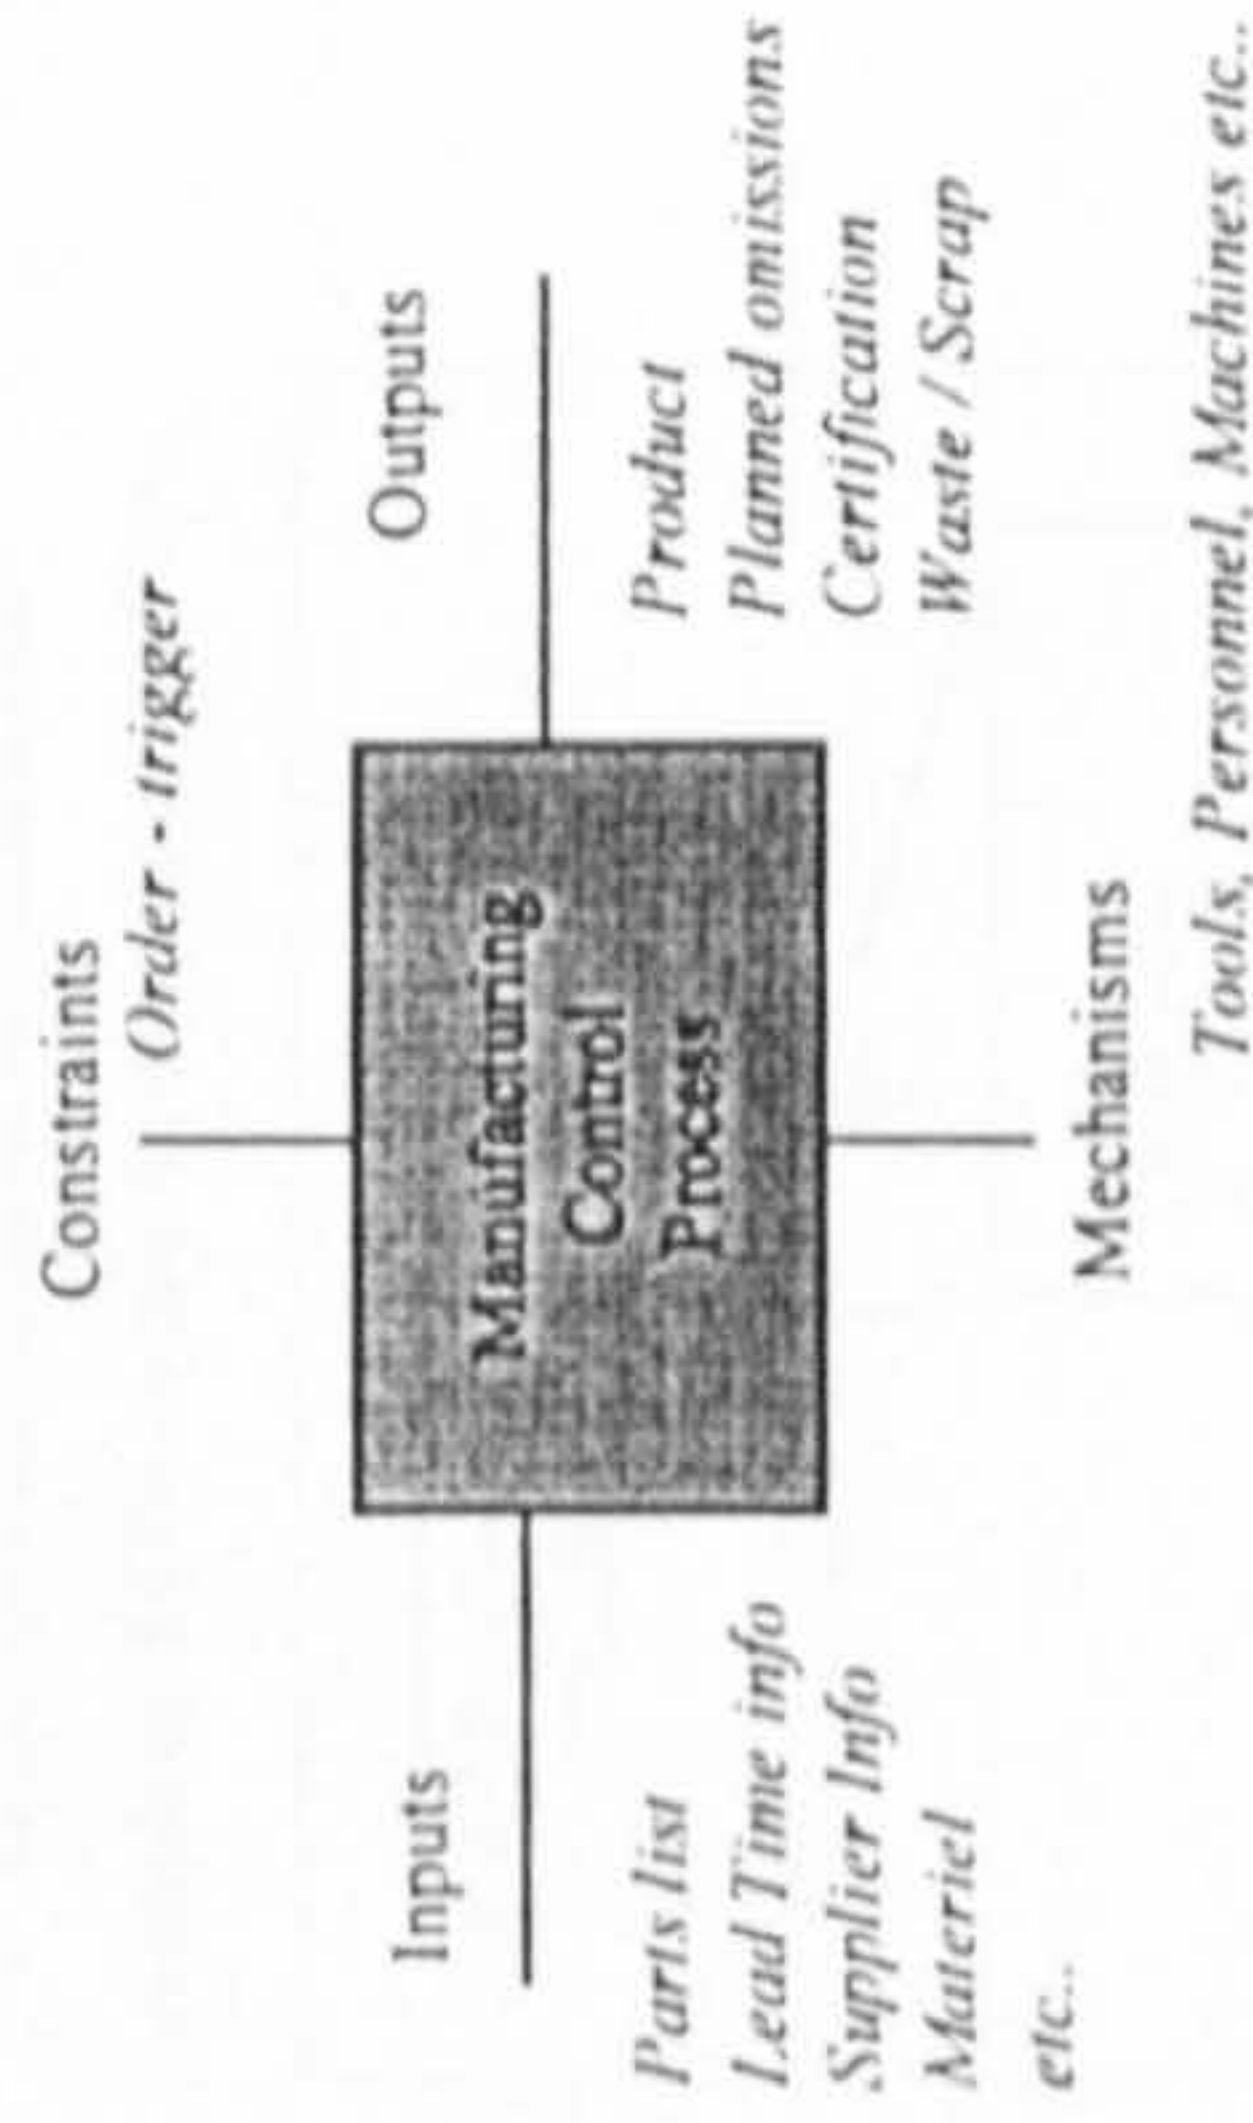 Constraints
Order - trigger
Inputs
Outputs
Manufacturing
Control
Process
Parts list
Lead Time info
Supplier Info
Materiel
etc..
Product
Planned omissions
Certification
Waste / Scrap
Mechanisms
Tools, Personnel, Machines etc..